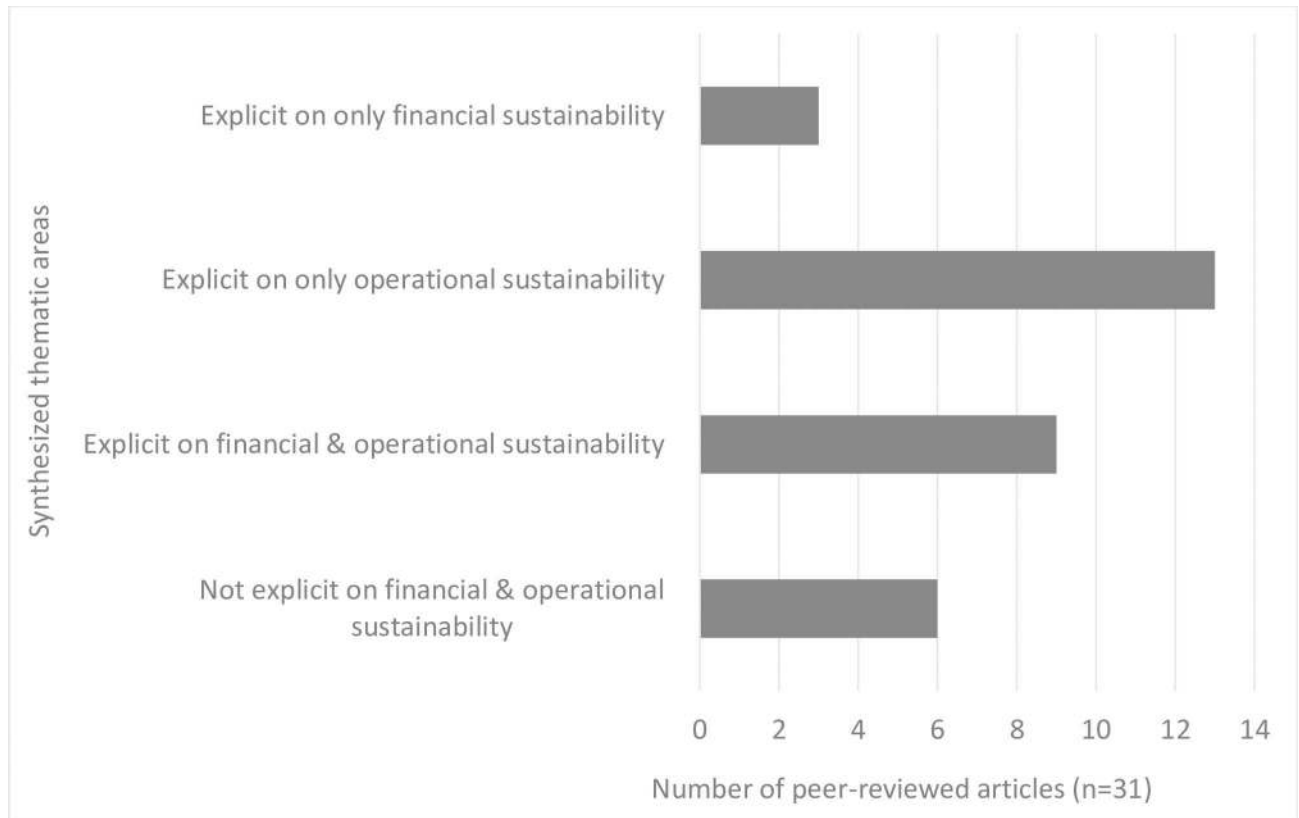 Synthesized thematic areas
Explicit on only financial sustainability
Explicit on only operational sustainability
Explicit on financial & operational sustainability
Not explicit on financial & operational
sustainability
0 2 4 6 8 10 12 14
Number of peer-reviewed articles (n=31)